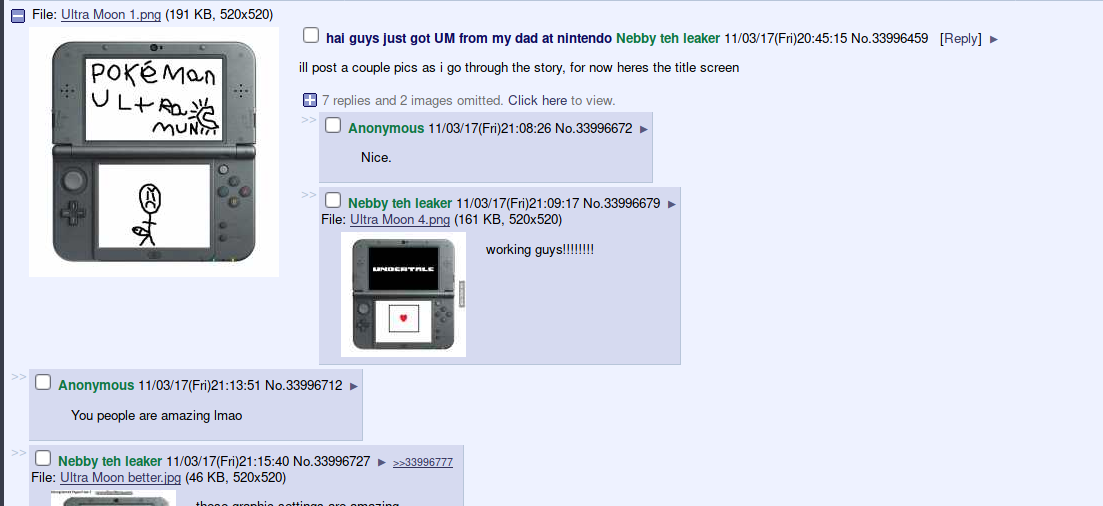 File: Ultra Moon 1.png (191 KB, 520x520)
POKéMan
ULtRa
MUN
hai guys just got UM from my dad at nintendo Nebby teh leaker 11/03/17(Fri)20:45:15 No.33996459 [Reply] ▶
ill post a couple pics as i go through the story, for now heres the title screen
7 replies and 2 images omitted. Click here to view.
>> Anonymous 11/03/17(Fri)21:08:26 No.33996672 ▶
Nice.
>> Nebby teh leaker 11/03/17(Fri)21:09:17 No.33996679 ▶
File: Ultra Moon 4.png (161 KB, 520x520)
UNDERTALE
working guys!!!!!!!!
>> Anonymous 11/03/17(Fri)21:13:51 No.33996712 ▶
You people are amazing lmao
>> Nebby teh leaker 11/03/17(Fri)21:15:40 No.33996727 ▶ >>33996777
File: Ultra Moon better.jpg (46 KB, 520x520)
these graphic settings are amazing